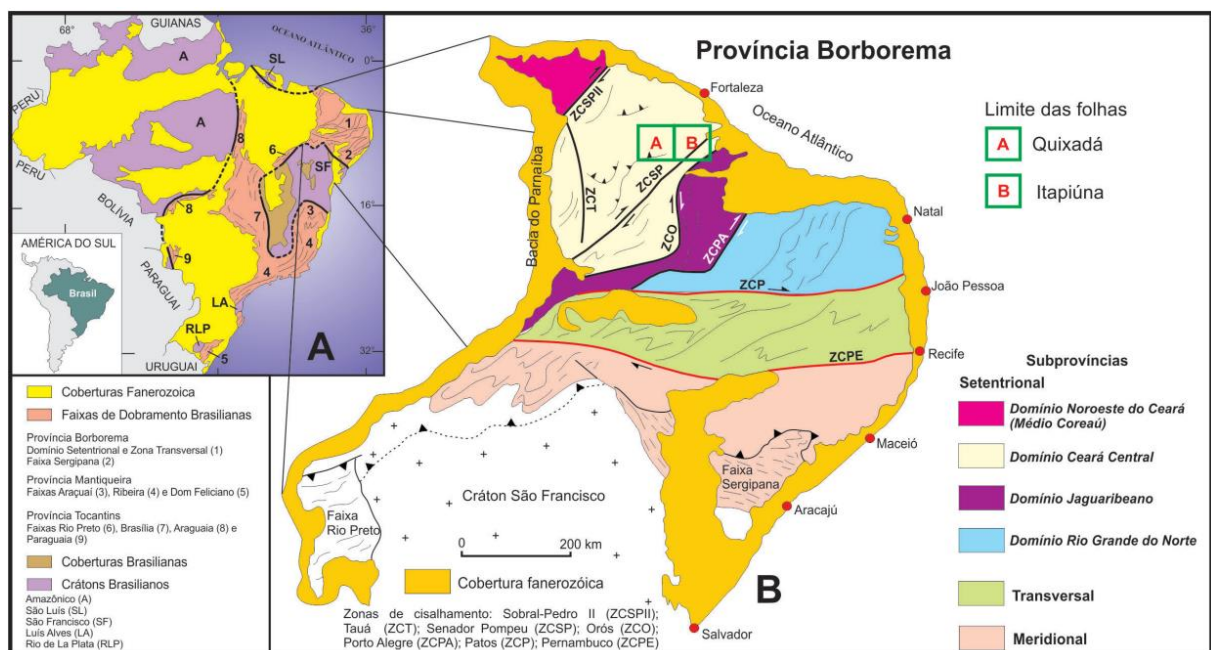 68°
GUIANAS
36°
OCEANO ATLÂNTICO
A
SL
0°
PERU
A
8
1
6
2
SF
PERU
BOLÍVIA
8
7
3
16°
4
9
4
AMÉRICA DO SUL
Brasil
PARAGUAI
LA
RLP
A
5
32°
URUGUAI
Coberturas Fanerozoica
Faixas de Dobramento Brasilianas
Província Borborema
Domínio Setentrional e Zona Transversal (1)
Faixa Sergipana (2)
Província Mantiqueira
Faixas Araçuaí (3), Ribeira (4) e Dom Feliciano (5)
Província Tocantins
Faixas Rio Preto (6), Brasília (7), Araguaia (8) e
Paraguaia (9)
Coberturas Brasilianas
Crátons Brasilianos
Amazônico (A)
São Luís (SL)
São Francisco (SF)
Luís Alves (LA)
Rio de La Plata (RLP)
Província Borborema
Fortaleza
Oceano Atlântico
ZCSPII
A
B
ZCSP
ZCT
Bacia do Parnaíba
ZCO
ZCPA
Natal
ZCP
João Pessoa
ZCPE
Recife
Maceió
Faixa
Sergipana
Aracajú
Cráton São Francisco
Faixa
Rio Preto
0
200 km
Cobertura fanerozóica
B
Salvador
Zonas de cisalhamento: Sobral-Pedro II (ZCSPII);
Tauá (ZCT); Senador Pompeu (ZCSP); Orós (ZCO);
Porto Alegre (ZCPA); Patos (ZCP); Pernambuco (ZCPE)
Limite das folhas
A Quixadá
B Itapiúna
Subprovíncias
Setentrional
Domínio Noroeste do Ceará
(Médio Coreaú)
Domínio Ceará Central
Domínio Jaguaribeano
Domínio Rio Grande do Norte
Transversal
Meridional